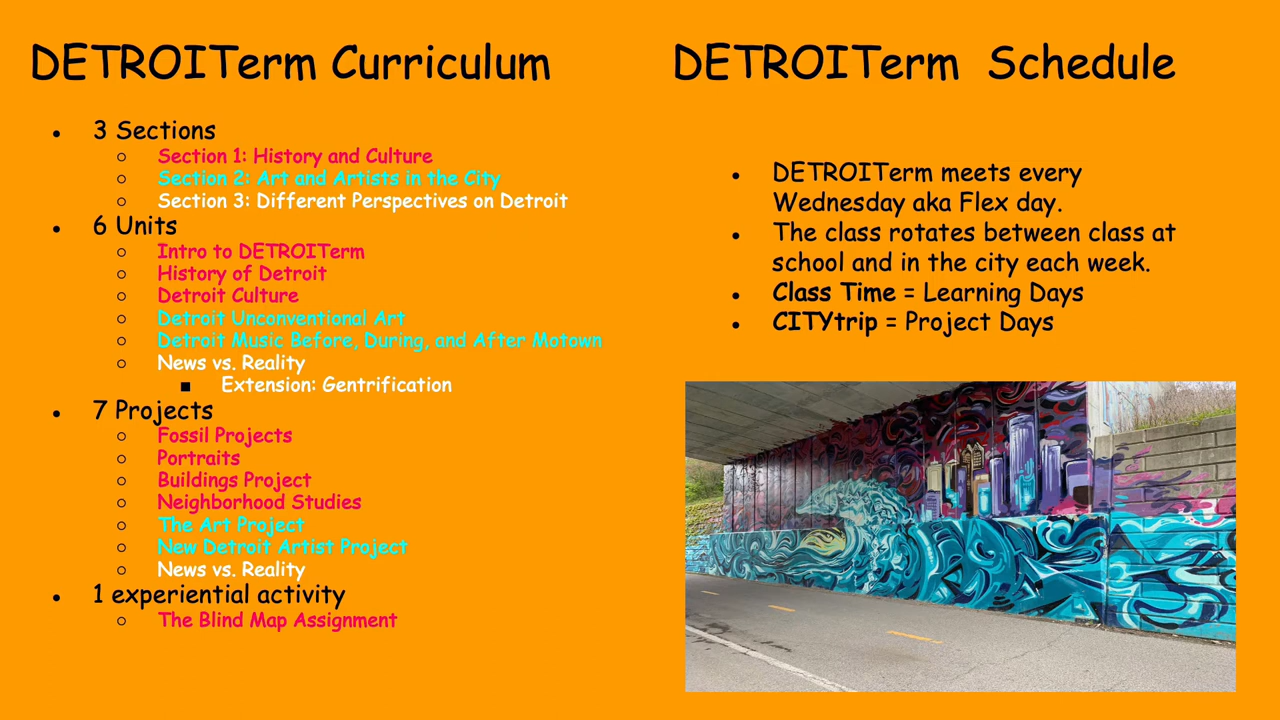 DETROITerm Curriculum
● 3 Sections
○ Section 1: History and Culture
○ Section 2: Art and Artists in the City
○ Section 3: Different Perspectives on Detroit
● 6 Units
○ Intro to DETROITerm
○ History of Detroit
○ Detroit Culture
○ Detroit Unconventional Art
○ Detroit Music Before, During, and After Motown
○ News vs. Reality
■ Extension: Gentrification
● 7 Projects
○ Fossil Projects
○ Portraits
○ Buildings Project
○ Neighborhood Studies
○ The Art Project
○ New Detroit Artist Project
○ News vs. Reality
● 1 experiential activity
○ The Blind Map Assignment
DETROITerm Schedule
● DETROITerm meets every
Wednesday aka Flex day.
● The class rotates between class at
school and in the city each week.
● Class Time = Learning Days
● CITYtrip = Project Days